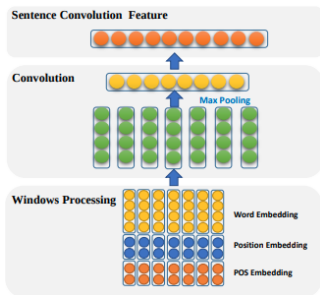 Sentence Convolution Feature
Convolution
Max Pooling
Windows Processing
Word Embedding
Position Embedding
POS Embedding